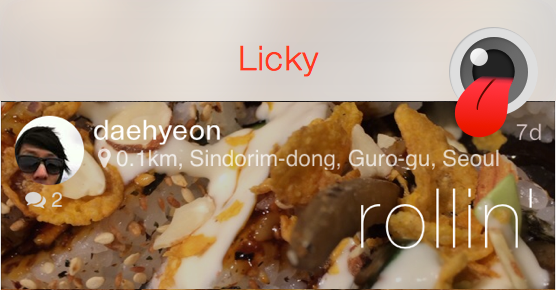 Licky
daehyeon
7d
0.1km, Sindorim-dong, Guro-gu, Seoul
2
rollin'